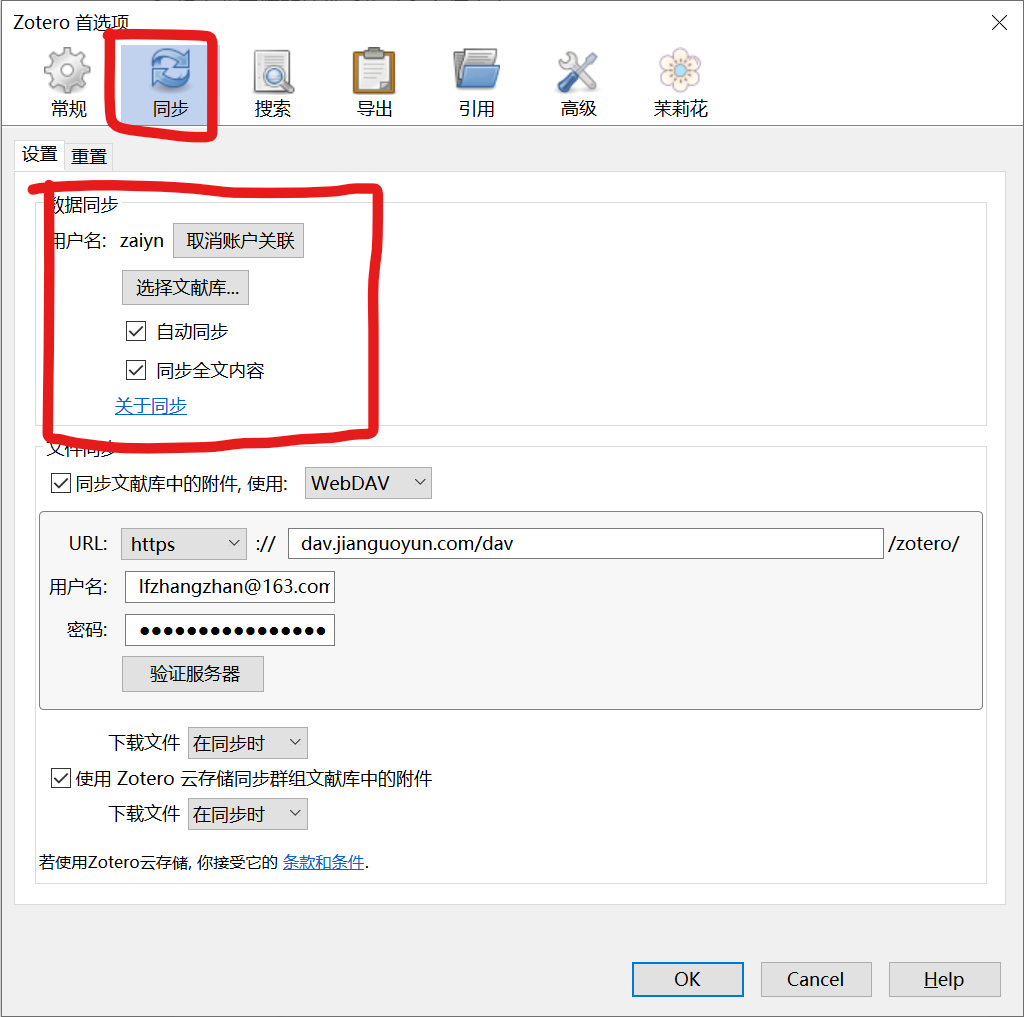 Zotero 首选项
常规 同步 搜索 导出 引用 高级 茉莉花
设置 重置
数据同步
用户名: zaiyn 取消账户关联
选择文献库...
自动同步
同步全文内容
关于同步
文件同步
同步文献库中的附件, 使用: WebDAV
URL: https :// dav.jianguoyun.com/dav /zotero/
用户名: lfzhangzhan@163.com
密码: ●●●●●●●●●●●●●●●●
验证服务器
下载文件 在同步时
使用 Zotero 云存储同步群组文献库中的附件
下载文件 在同步时
若使用Zotero云存储, 你接受它的 条款和条件.
OK Cancel Help